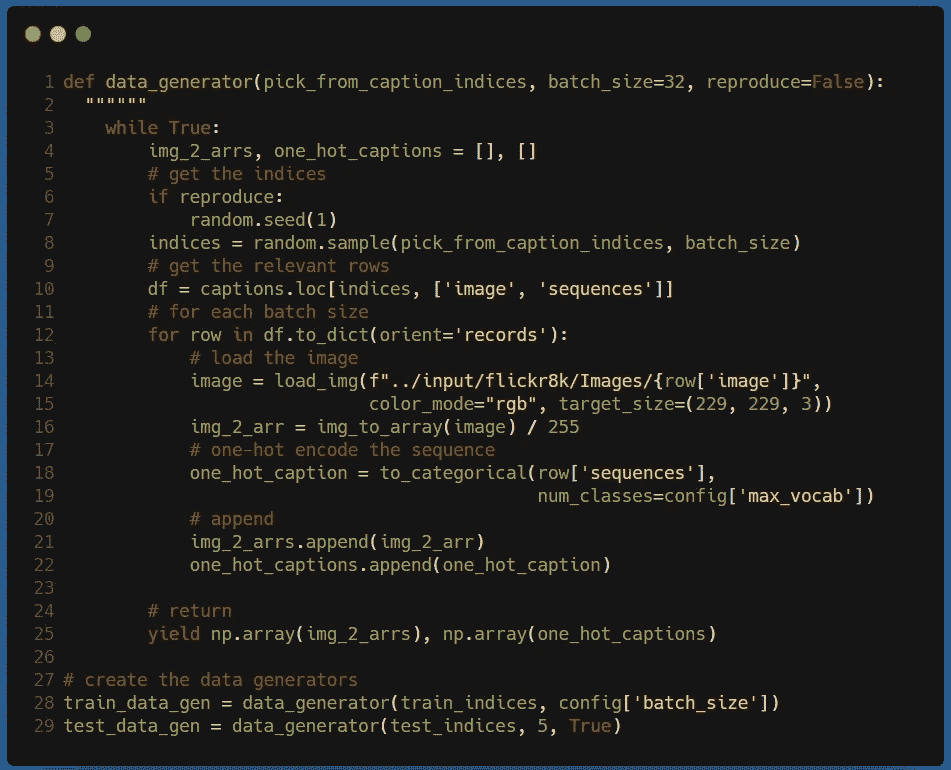 1 def data_generator(pick_from_caption_indices, batch_size=32, reproduce=False):
2   """"""
3     while True:
4         img_2_arrs, one_hot_captions = [], []
5         # get the indices
6         if reproduce:
7             random.seed(1)
8         indices = random.sample(pick_from_caption_indices, batch_size)
9         # get the relevant rows
10         df = captions.loc[indices, ['image', 'sequences']]
11         # for each batch size
12         for row in df.to_dict(orient='records'):
13             # load the image
14             image = load_img(f"../input/flickr8k/Images/{row['image']}",
15                              color_mode="rgb", target_size=(229, 229, 3))
16             img_2_arr = img_to_array(image) / 255
17             # one-hot encode the sequence
18             one_hot_caption = to_categorical(row['sequences'],
19                                              num_classes=config['max_vocab'])
20             # append
21             img_2_arrs.append(img_2_arr)
22             one_hot_captions.append(one_hot_caption)
23
24         # return
25         yield np.array(img_2_arrs), np.array(one_hot_captions)
26
27 # create the data generators
28 train_data_gen = data_generator(train_indices, config['batch_size'])
29 test_data_gen = data_generator(test_indices, 5, True)